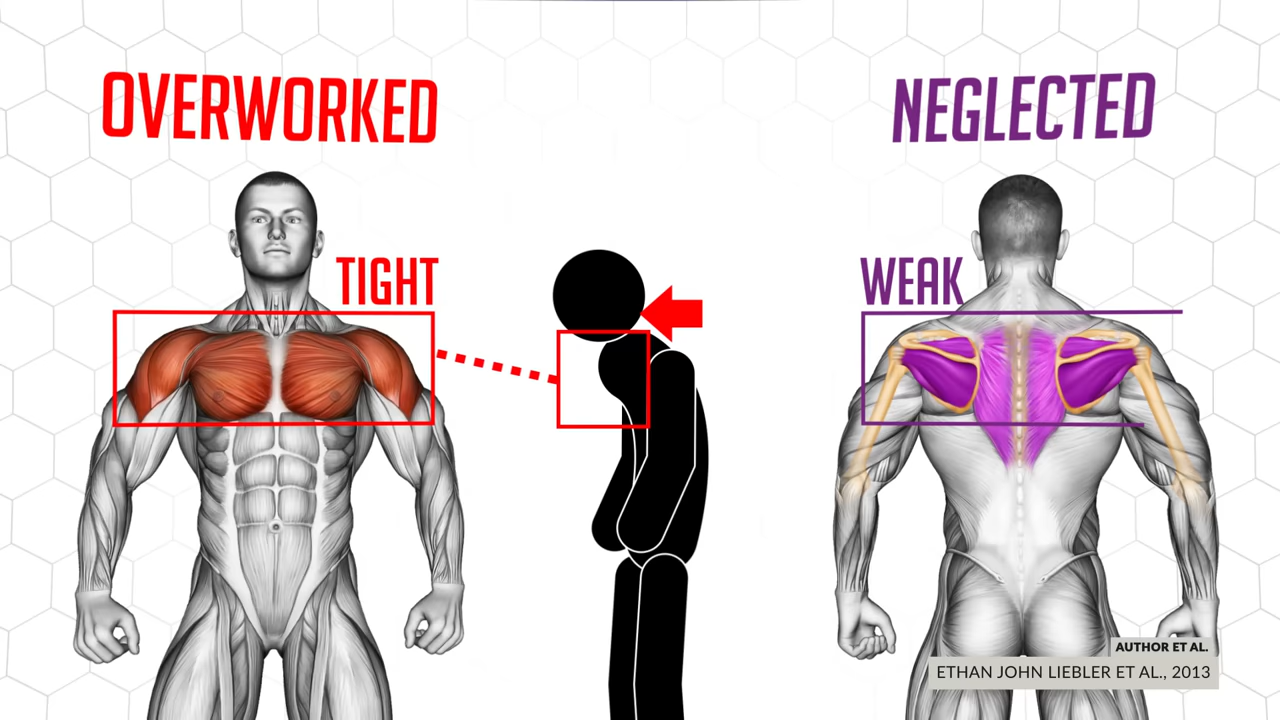 OVERWORKED
NEGLECTED
TIGHT
WEAK
AUTHOR ET AL.
ETHAN JOHN LIEBLER ET AL., 2013